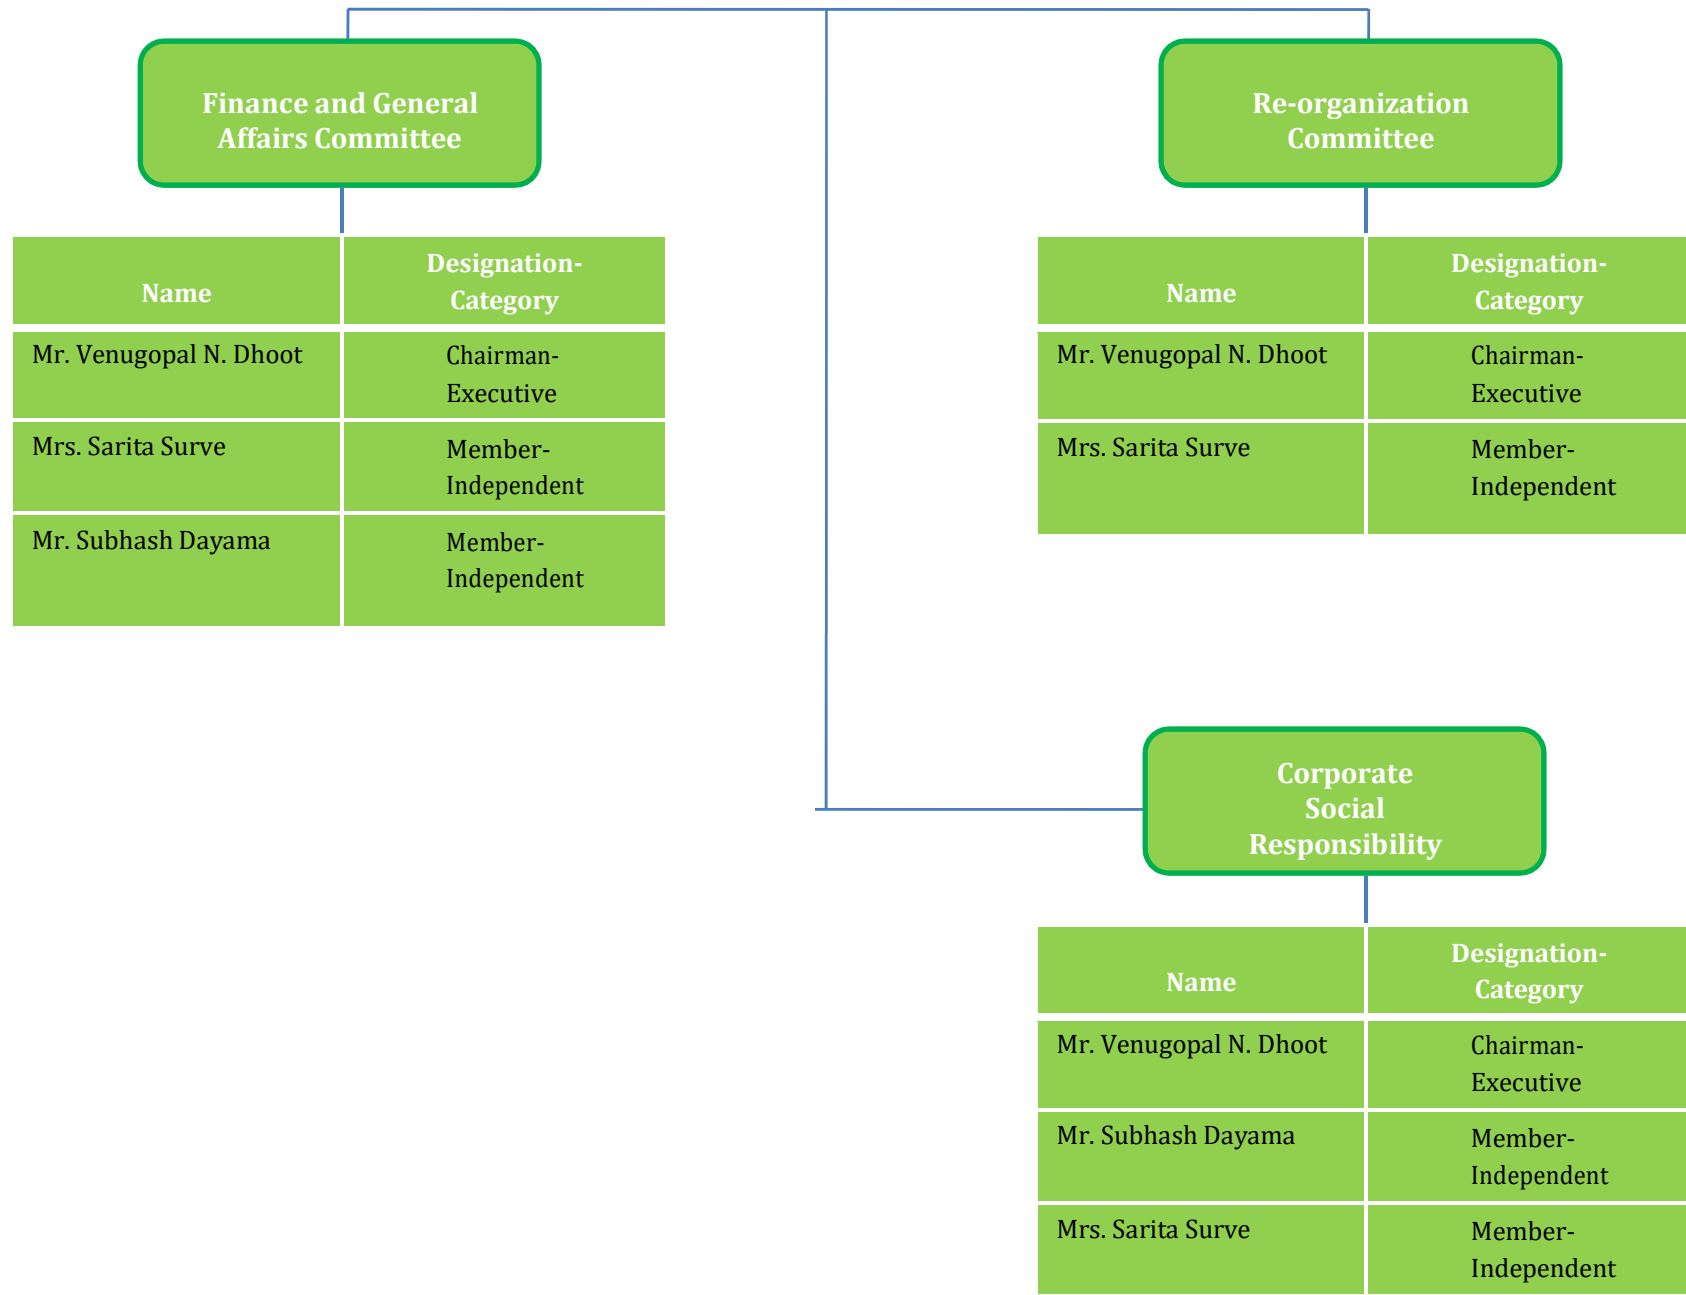 Finance and General
Affairs Committee
Name
Designation-
Category
Mr. Venugopal N. Dhoot
Chairman-
Executive
Mrs. Sarita Surve
Member-
Independent
Mr. Subhash Dayama
Member-
Independent
Re-organization
Committee
Name
Designation-
Category
Mr. Venugopal N. Dhoot
Chairman-
Executive
Mrs. Sarita Surve
Member-
Independent
Corporate
Social
Responsibility
Name
Designation-
Category
Mr. Venugopal N. Dhoot
Chairman-
Executive
Mr. Subhash Dayama
Member-
Independent
Mrs. Sarita Surve
Member-
Independent